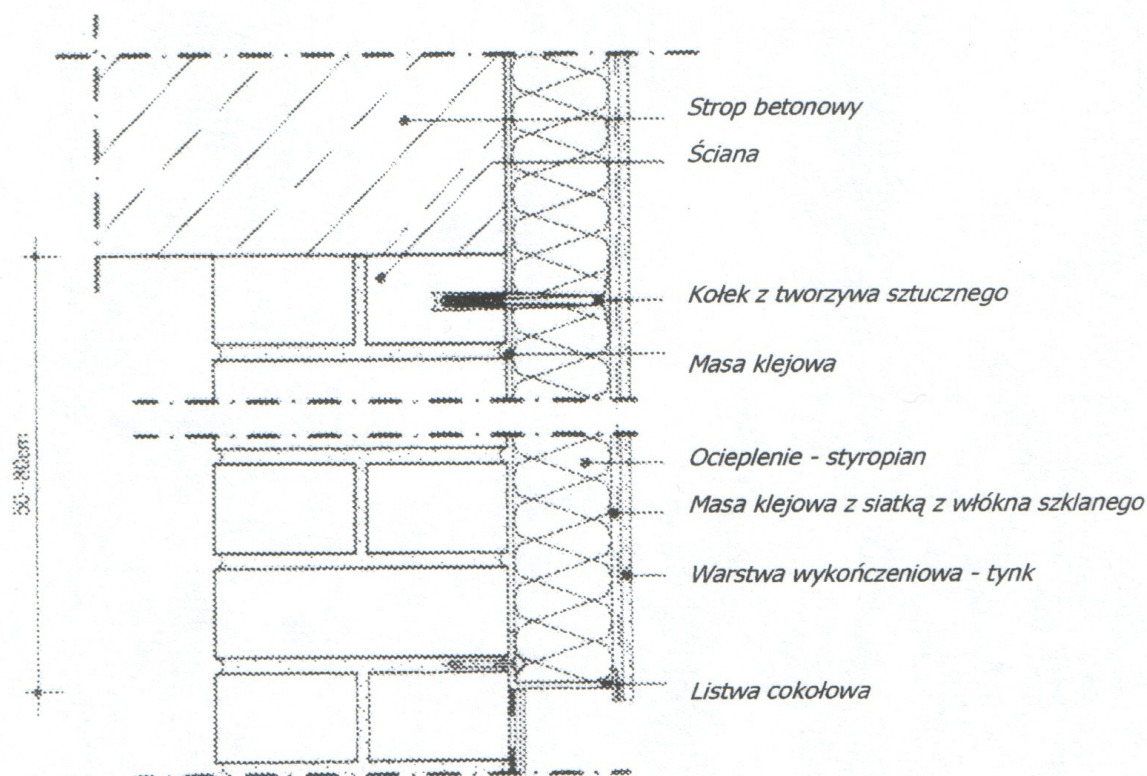 Strop betonowy
Ściana
Kołek z tworzywa sztucznego
Masa klejowa
Ocieplenie - styropian
Masa klejowa z siatką z włókna szklanego
Warstwa wykończeniowa - tynk
Listwa cokołowa